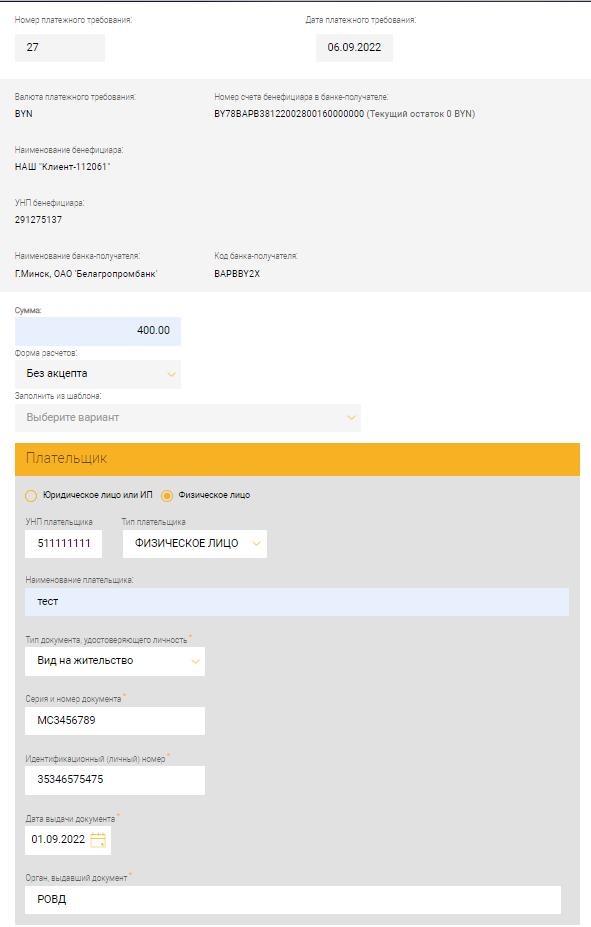 Номер платежного требования:
Дата платежного требования:
27
06.09.2022
Валюта платежного требования:
Номер счета бенефициара в банке-получателе:
BYN
BY78BAPB38122002800160000000 (Текущий остаток 0 BYN)
Наименование бенефициара:
НАШ "Клиент-112061"
УНП бенефициара:
291275137
Наименование банка-получателя:
Код банка-получателя:
Г.Минск, ОАО 'Белагропромбанк'
BAPBBY2X
Сумма:
400.00
Форма расчетов:
Без акцепта
Заполнить из шаблона:
Выберите вариант
Плательщик
Юридическое лицо или ИП
Физическое лицо
УНП плательщика
Тип плательщика
511111111
ФИЗИЧЕСКОЕ ЛИЦО
Наименование плательщика:
тест
Тип документа, удостоверяющего личность *
Вид на жительство
Серия и номер документа *
МС3456789
Идентификационный (личный) номер *
35346575475
Дата выдачи документа *
01.09.2022
Орган, выдавший документ *
РОВД